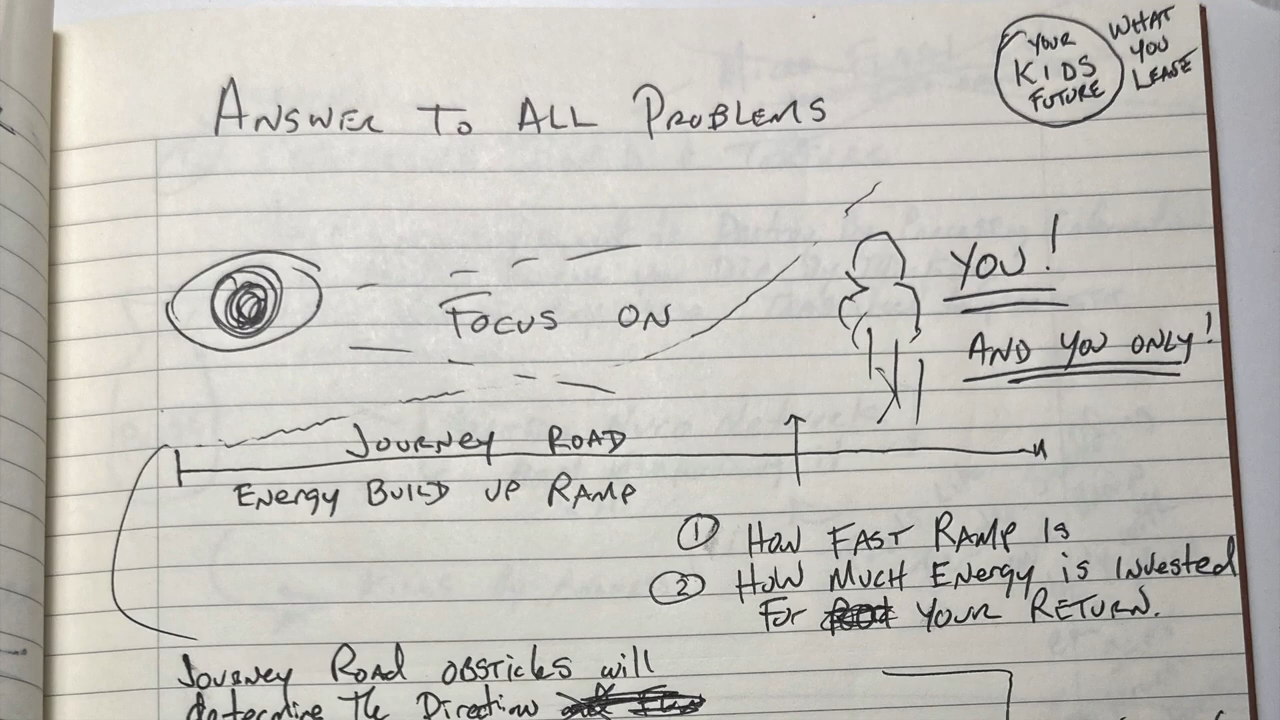 YOUR
KIDS
FUTURE
WHAT
YOU
LEAVE
ANSWER TO ALL PROBLEMS
FOCUS ON
YOU!
AND YOU ONLY!
JOURNEY ROAD
ENERGY BUILD UP RAMP
① HOW FAST RAMP IS
② HOW MUCH ENERGY IS INVESTED
FOR YOUR RETURN.
JOURNEY ROAD OBSTICKS will
determine The Direction